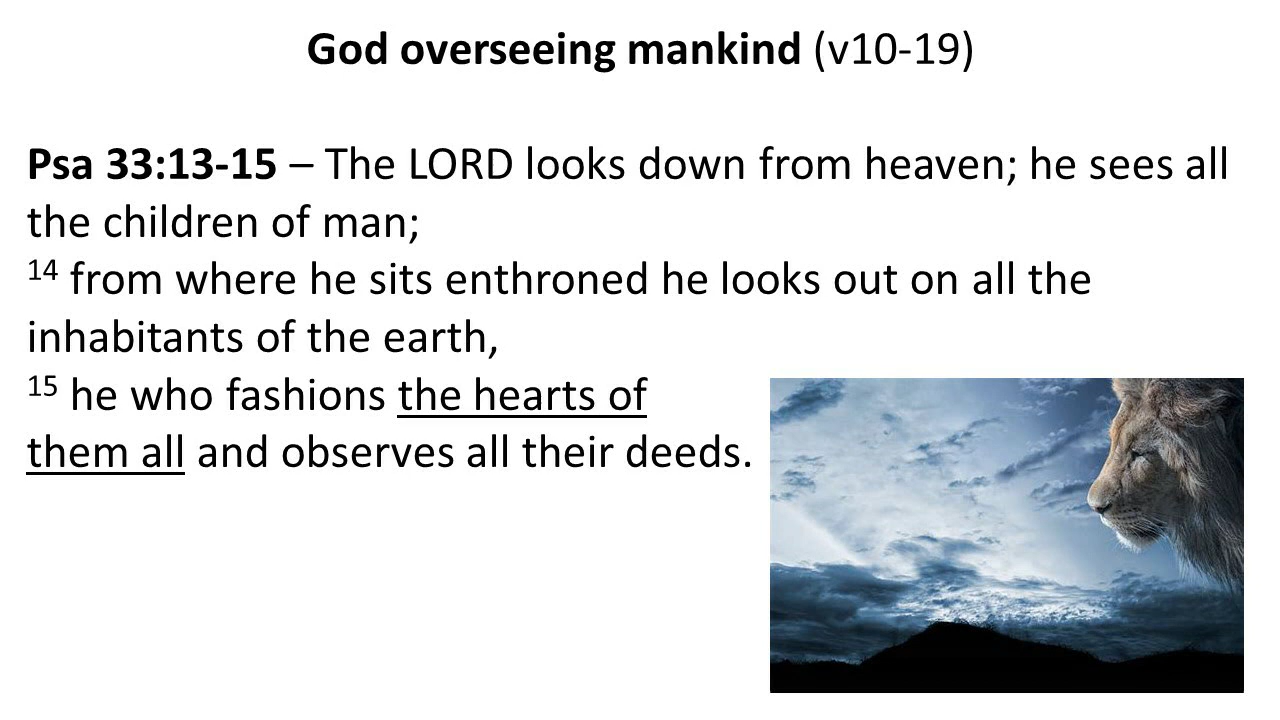 God overseeing mankind (v10-19)
Psa 33:13-15 – The LORD looks down from heaven; he sees all
the children of man;
14 from where he sits enthroned he looks out on all the
inhabitants of the earth,
15 he who fashions the hearts of
them all and observes all their deeds.